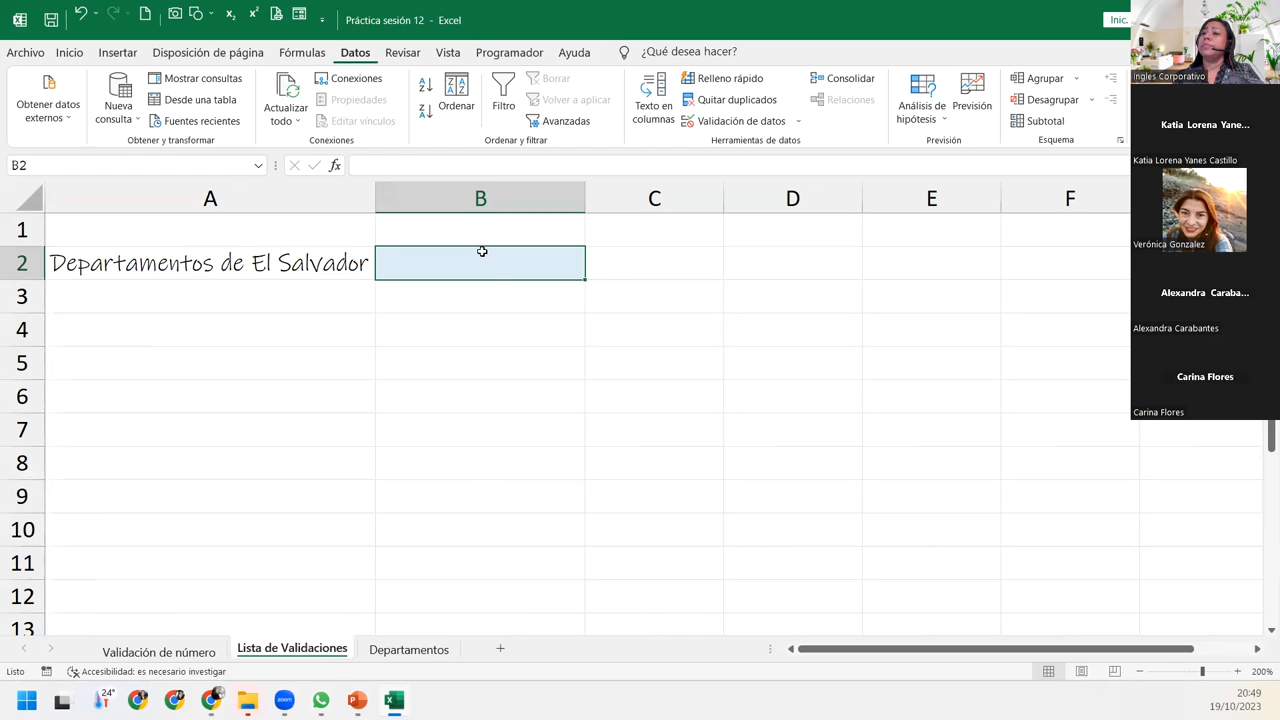 Práctica sesión 12 - Excel
Inic.
Archivo Inicio Insertar Disposición de página Fórmulas Datos Revisar Vista Programador Ayuda ¿Qué desea hacer?
Obtener datos externos
Nueva consulta
Mostrar consultas
Desde una tabla
Fuentes recientes
Obtener y transformar
Actualizar todo
Conexiones
Propiedades
Editar vínculos
Conexiones
Ordenar
Filtro
Borrar
Volver a aplicar
Avanzadas
Ordenar y filtrar
Texto en columnas
Relleno rápido
Quitar duplicados
Validación de datos
Consolidar
Relaciones
Herramientas de datos
Análisis de hipótesis
Previsión
Previsión
Agrupar
Desagrupar
Subtotal
Esquema
B2
fx
A B C D E F
1
2 Departamentos de El Salvador
3
4
5
6
7
8
9
10
11
12
13
Ingles Corporativo
Katia Lorena Yane...
Katia Lorena Yanes Castillo
Verónica Gonzalez
Alexandra Caraba...
Alexandra Carabantes
Carina Flores
Carina Flores
Validación de número Lista de Validaciones Departamentos
Listo Accesibilidad: es necesario investigar 200%
24°
zoom
20:49
19/10/2023